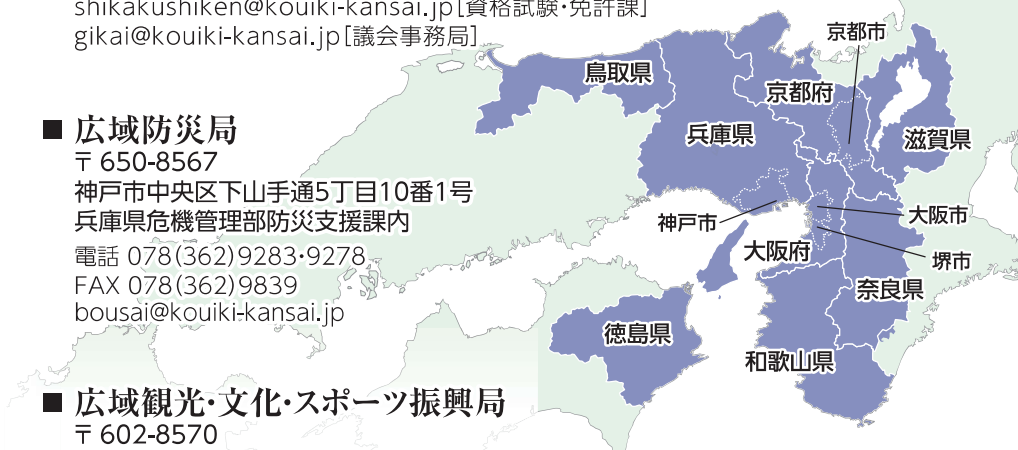 shikakushiken@kouiki-kansai.jp[資格試験・免許課]
gikai@kouiki-kansai.jp[議会事務局]
■ 広域防災局
〒650-8567
神戸市中央区下山手通5丁目10番1号
兵庫県危機管理部防災支援課内
電話 078(362)9283・9278
FAX 078(362)9839
bousai@kouiki-kansai.jp
■ 広域観光・文化・スポーツ振興局
〒602-8570
京都市
鳥取県
京都府
兵庫県
滋賀県
神戸市
大阪市
大阪府
堺市
奈良県
徳島県
和歌山県